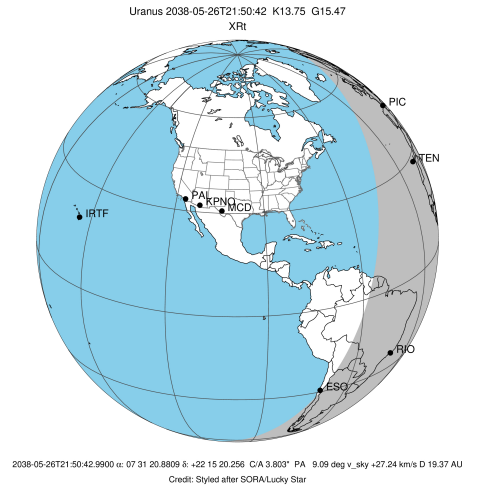 Uranus 2038-05-26T21:50:42 K13.75 G15.47
XRt
PIC
TEN
PAL
KPNO
MCD
IRTF
RIO
ESO
2038-05-26T21:50:42.9900 α: 07 31 20.8809 δ: +22 15 20.256 C/A 3.803" PA 9.09 deg v_sky +27.24 km/s D 19.37 AU
Credit: Styled after SORA/Lucky Star